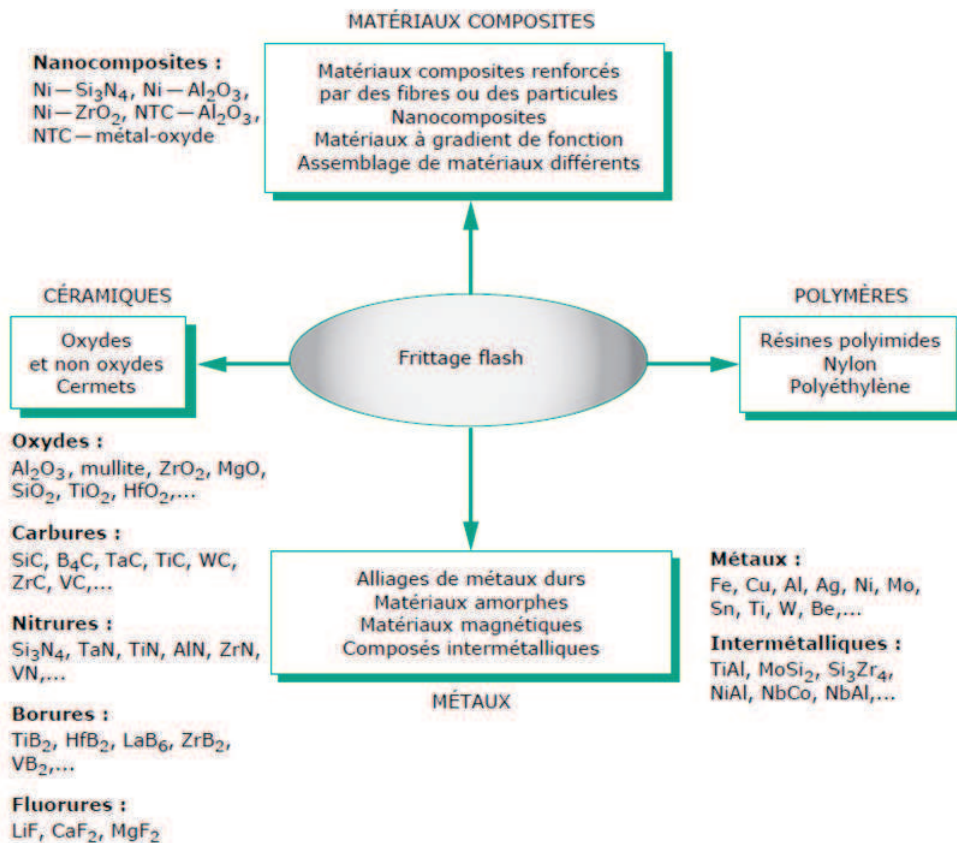 MATÉRIAUX COMPOSITES
Nanocomposites :
Ni—Si₃N₄, Ni—Al₂O₃,
Ni—ZrO₂, NTC—Al₂O₃,
NTC—métal-oxyde
Matériaux composites renforcés
par des fibres ou des particules
Nanocomposites
Matériaux à gradient de fonction
Assemblage de matériaux différents
CÉRAMIQUES
Oxydes
et non oxydes
Cermets
Frittage flash
POLYMÈRES
Résines polyimides
Nylon
Polyéthylène
Oxydes :
Al₂O₃, mullite, ZrO₂, MgO,
SiO₂, TiO₂, HfO₂,...
Carbures :
SiC, B₄C, TaC, TiC, WC,
ZrC, VC,...
Nitrures :
Si₃N₄, TaN, TiN, AlN, ZrN,
VN,...
Borures :
TiB₂, HfB₂, LaB₆, ZrB₂,
VB₂,...
Fluorures :
LiF, CaF₂, MgF₂
Alliages de métaux durs
Matériaux amorphes
Matériaux magnétiques
Composés intermétalliques
MÉTAUX
Métaux :
Fe, Cu, Al, Ag, Ni, Mo,
Sn, Ti, W, Be,...
Intermétalliques :
TiAl, MoSi₂, Si₃Zr₄,
NiAl, NbCo, NbAl,...